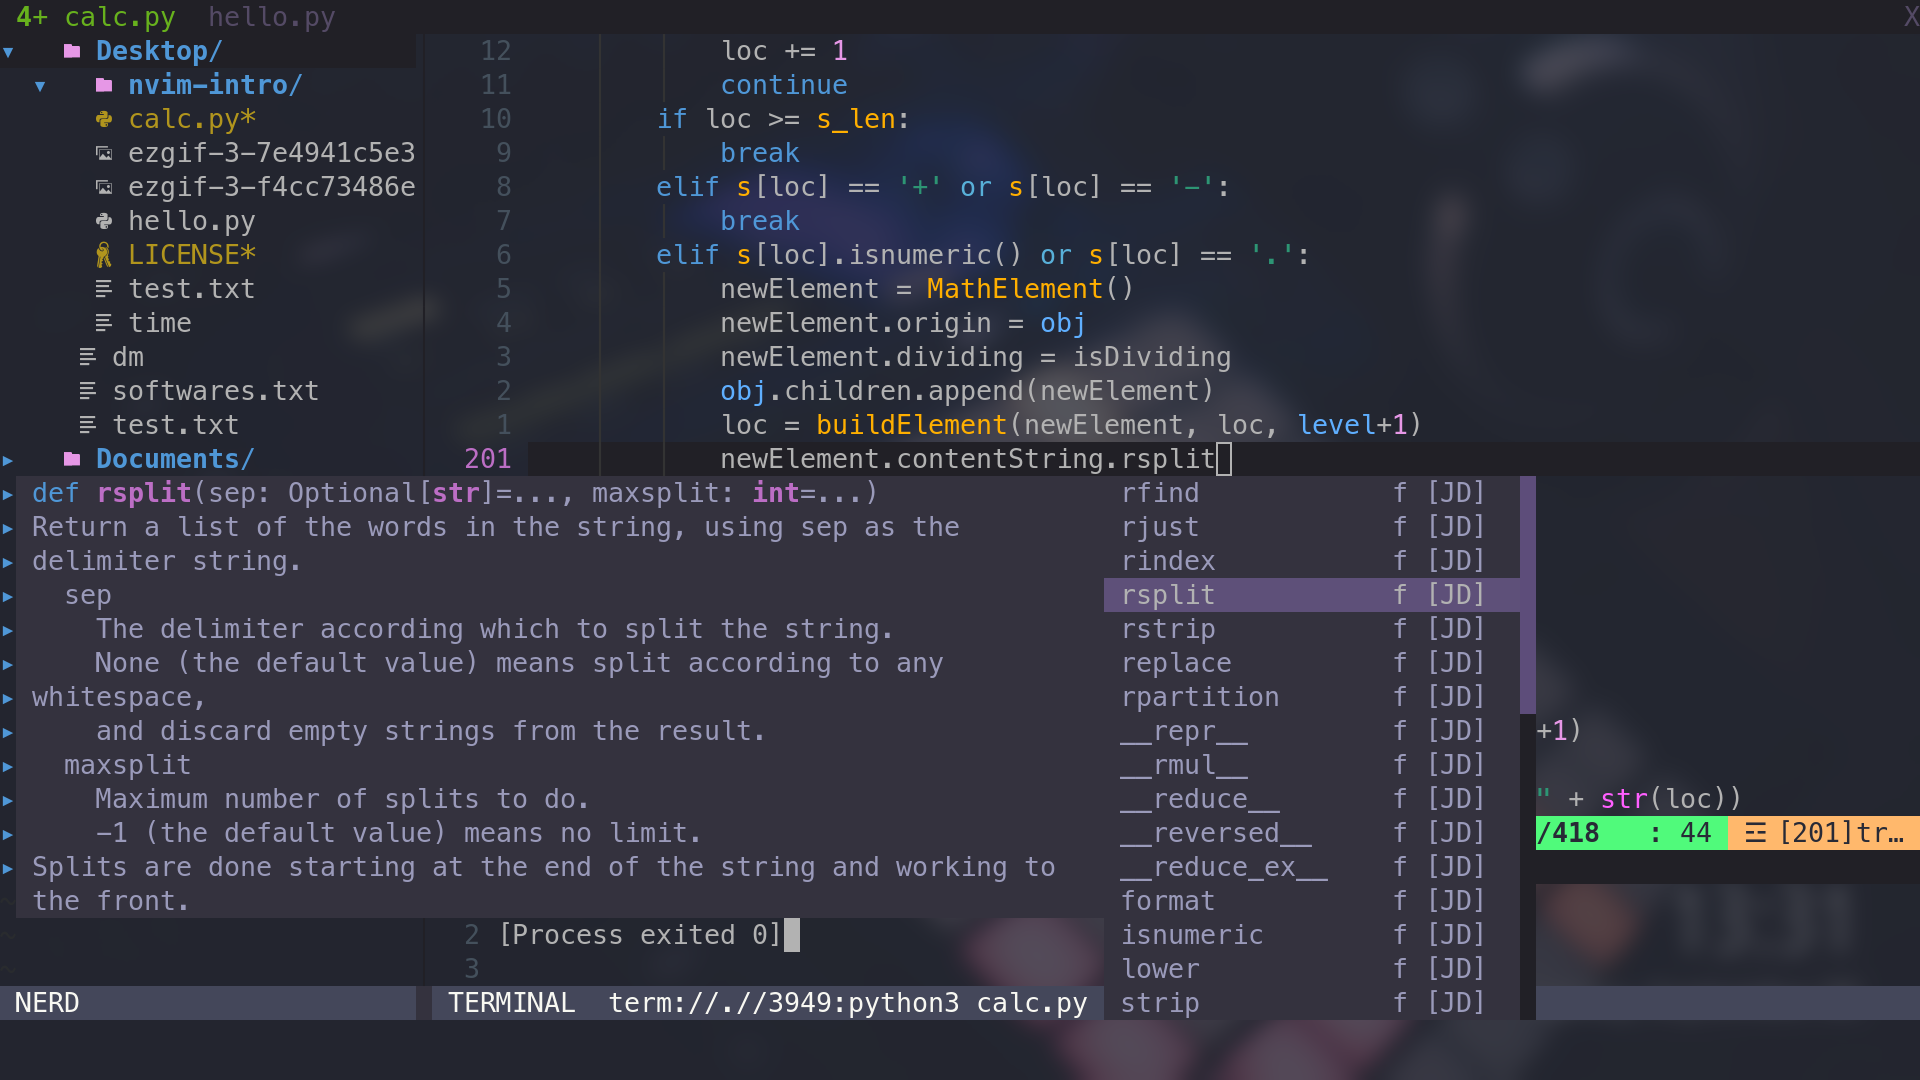 4+ calc.py hello.py X
▼ Desktop/
▼ nvim-intro/
calc.py*
ezgif-3-7e4941c5e3
ezgif-3-f4cc73486e
hello.py
LICENSE*
test.txt
time
dm
softwares.txt
test.txt
▸ Documents/
12 loc += 1
11 continue
10 if loc >= s_len:
9 break
8 elif s[loc] == '+' or s[loc] == '-':
7 break
6 elif s[loc].isnumeric() or s[loc] == '.':
5 newElement = MathElement()
4 newElement.origin = obj
3 newElement.dividing = isDividing
2 obj.children.append(newElement)
1 loc = buildElement(newElement, loc, level+1)
201 newElement.contentString.rsplit
def rsplit(sep: Optional[str]=..., maxsplit: int=...)
Return a list of the words in the string, using sep as the
delimiter string.
sep
The delimiter according which to split the string.
None (the default value) means split according to any
whitespace,
and discard empty strings from the result.
maxsplit
Maximum number of splits to do.
-1 (the default value) means no limit.
Splits are done starting at the end of the string and working to
the front.
rfind f [JD]
rjust f [JD]
rindex f [JD]
rsplit f [JD]
rstrip f [JD]
replace f [JD]
rpartition f [JD]
__repr__ f [JD]
__rmul__ f [JD]
__reduce__ f [JD]
__reversed__ f [JD]
__reduce_ex__ f [JD]
format f [JD]
isnumeric f [JD]
lower f [JD]
strip f [JD]
+1)
" + str(loc))
/418 : 44 ☲ [201]tr…
2 [Process exited 0]
3
NERD
TERMINAL term://.//3949:python3 calc.py